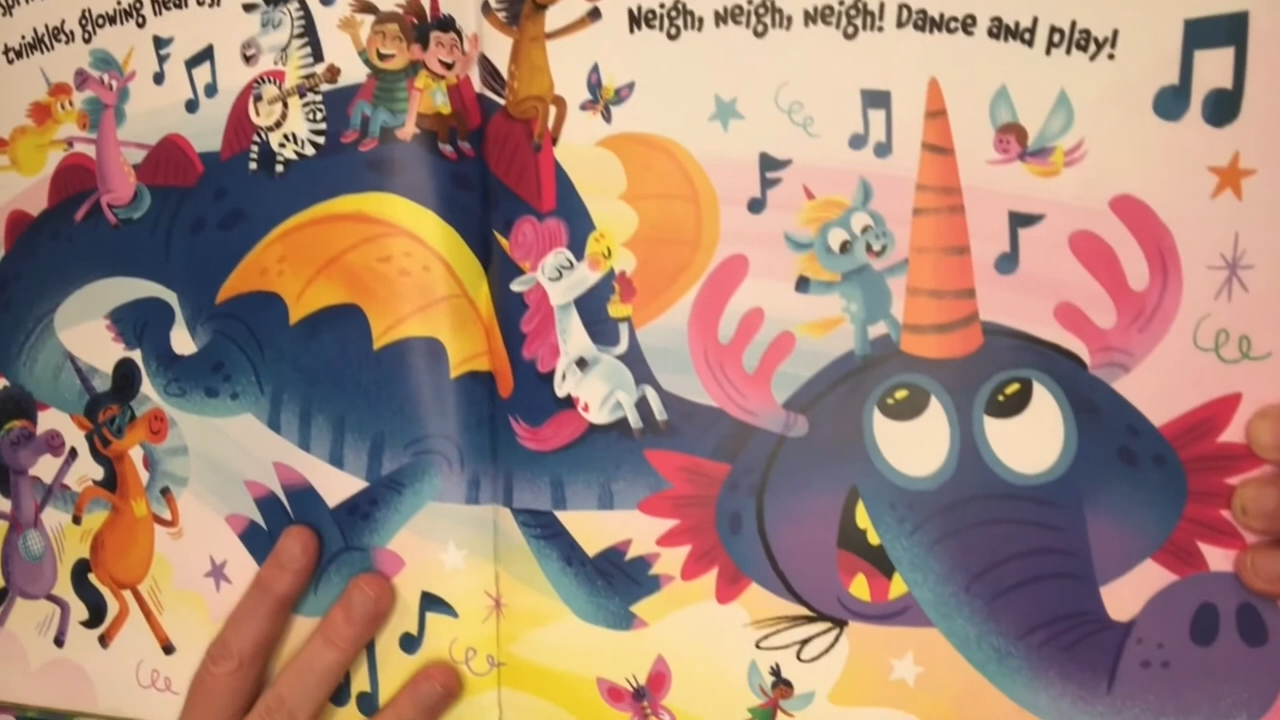 twinkles, glowing hearts,
Neigh, neigh, neigh! Dance and play!